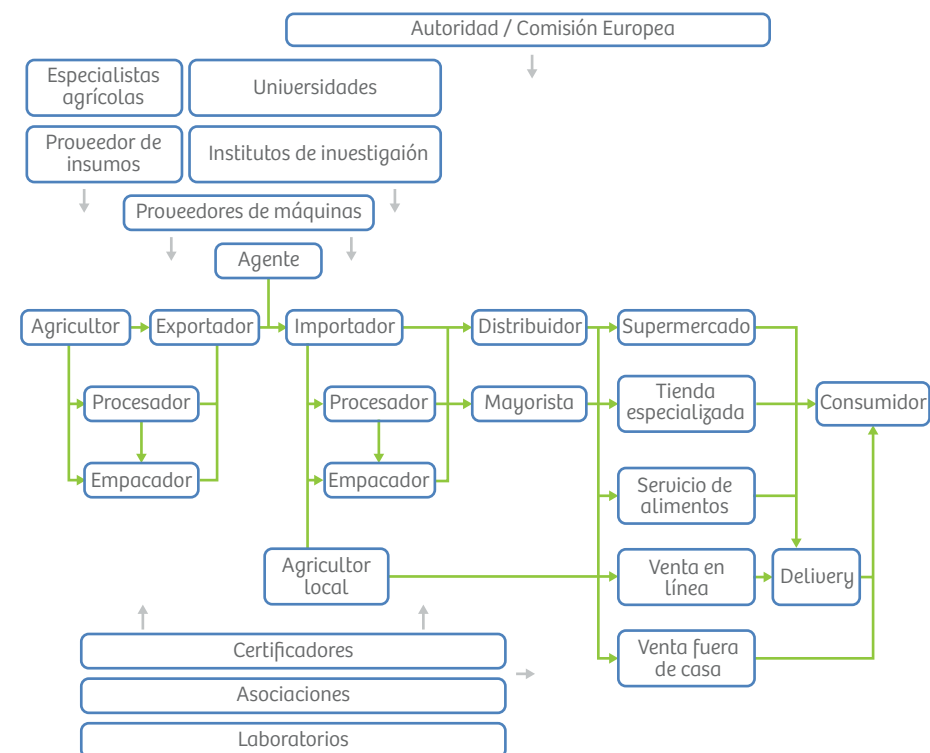 Autoridad / Comisión Europea
Especialistas
agrícolas
Universidades
Proveedor de
insumos
Institutos de investigaión
Proveedores de máquinas
Agente
Agricultor
Exportador
Importador
Distribuidor
Supermercado
Procesador
Procesador
Mayorista
Tienda
especializada
Consumidor
Empacador
Empacador
Servicio de
alimentos
Agricultor
local
Venta en
línea
Delivery
Venta fuera
de casa
Certificadores
Asociaciones
Laboratorios